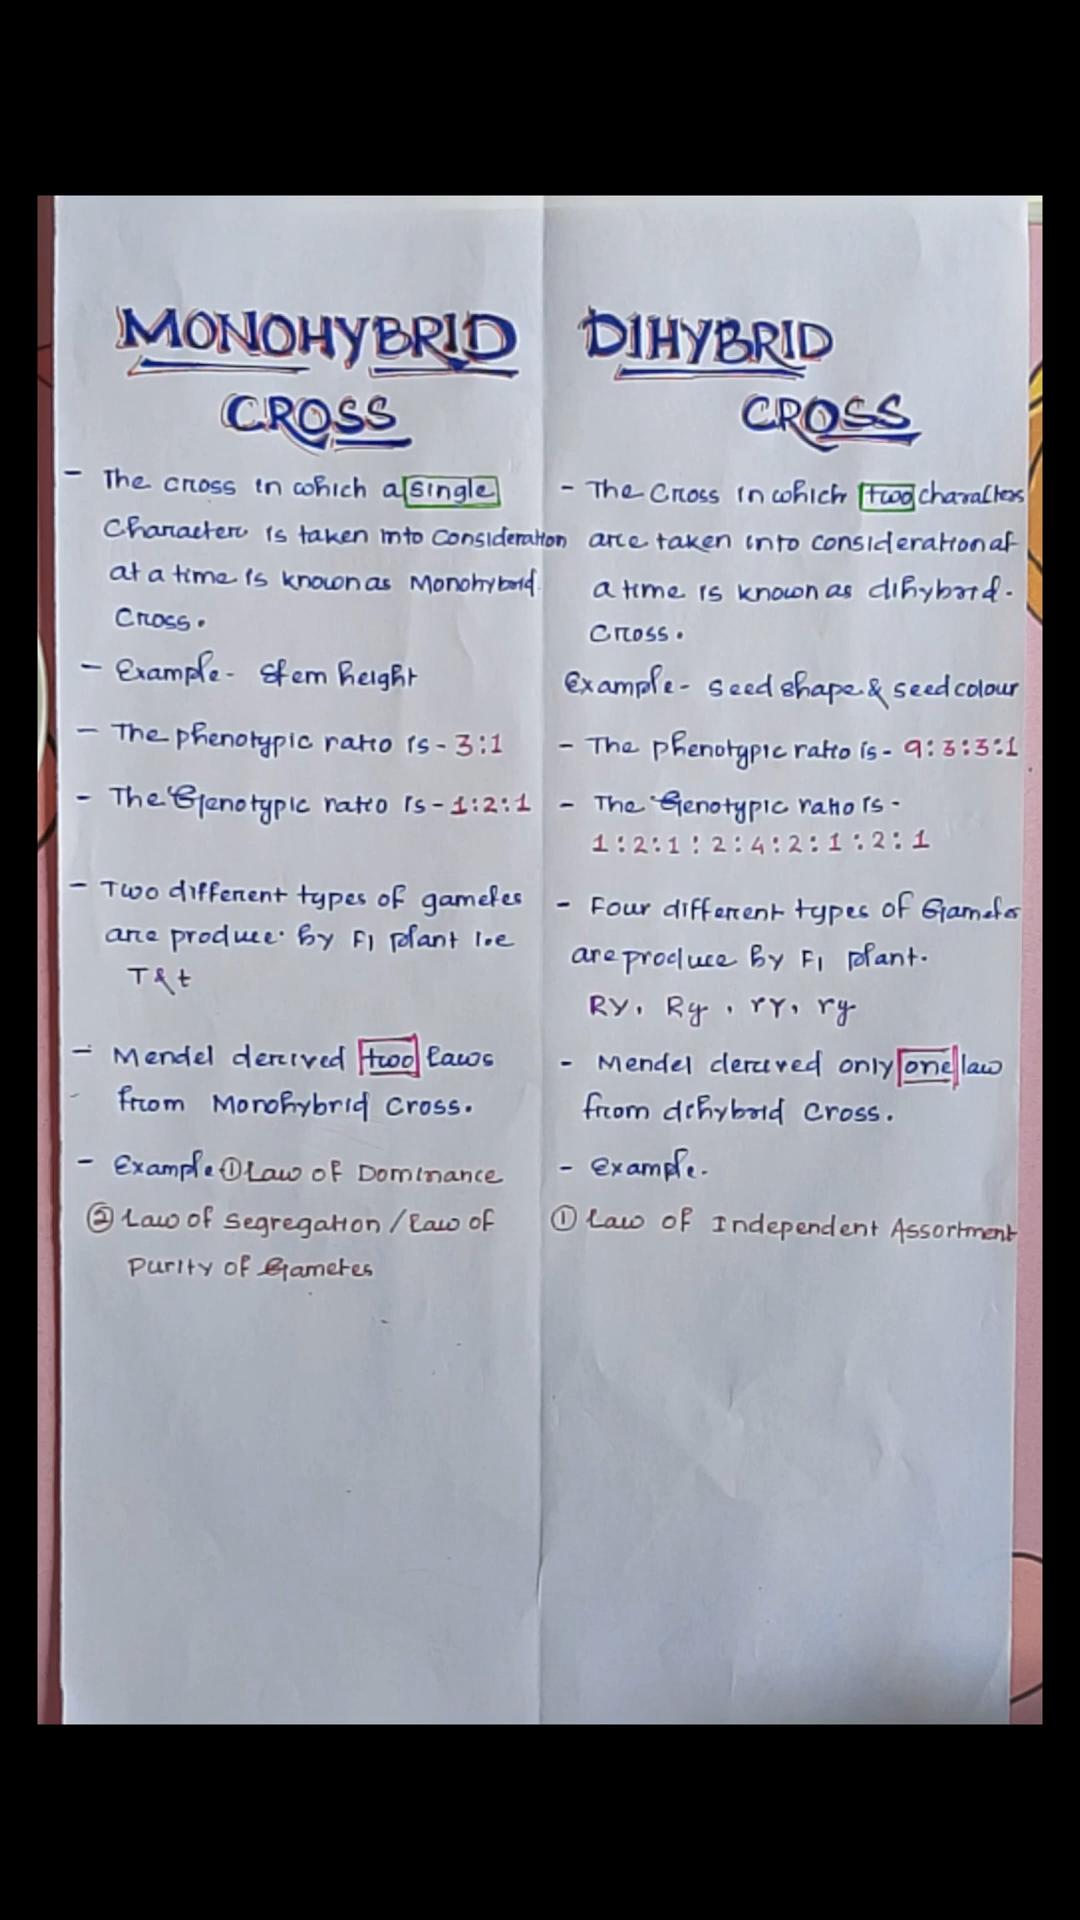 MONOHYBRID
CROSS
- The cross in which a single
Character is taken into Consideration
at a time is known as Monohybrid
Cross.
- Example- Stem height
- The phenotypic ratio is - 3:1
- The Genotypic ratio is - 1:2:1
- Two different types of gametes
are produce by F1 plant i.e
T & t
- Mendel derived two laws
from Monohybrid Cross.
- Example ① Law of Dominance
② Law of Segregation / Law of
Purity of Gametes
DIHYBRID
CROSS
- The Cross in which two characters
are taken into consideration at
a time is known as dihybrid-
Cross.
Example- Seed shape & seed colour
- The phenotypic ratio is- 9:3:3:1
- The Genotypic ratio is -
1:2:1:2:4:2:1:2:1
- Four different types of Gametes
are produce by F1 plant.
RY, Ry, rY, ry
- Mendel derived only one law
from dihybrid Cross.
- Example-
① Law of Independent Assortment